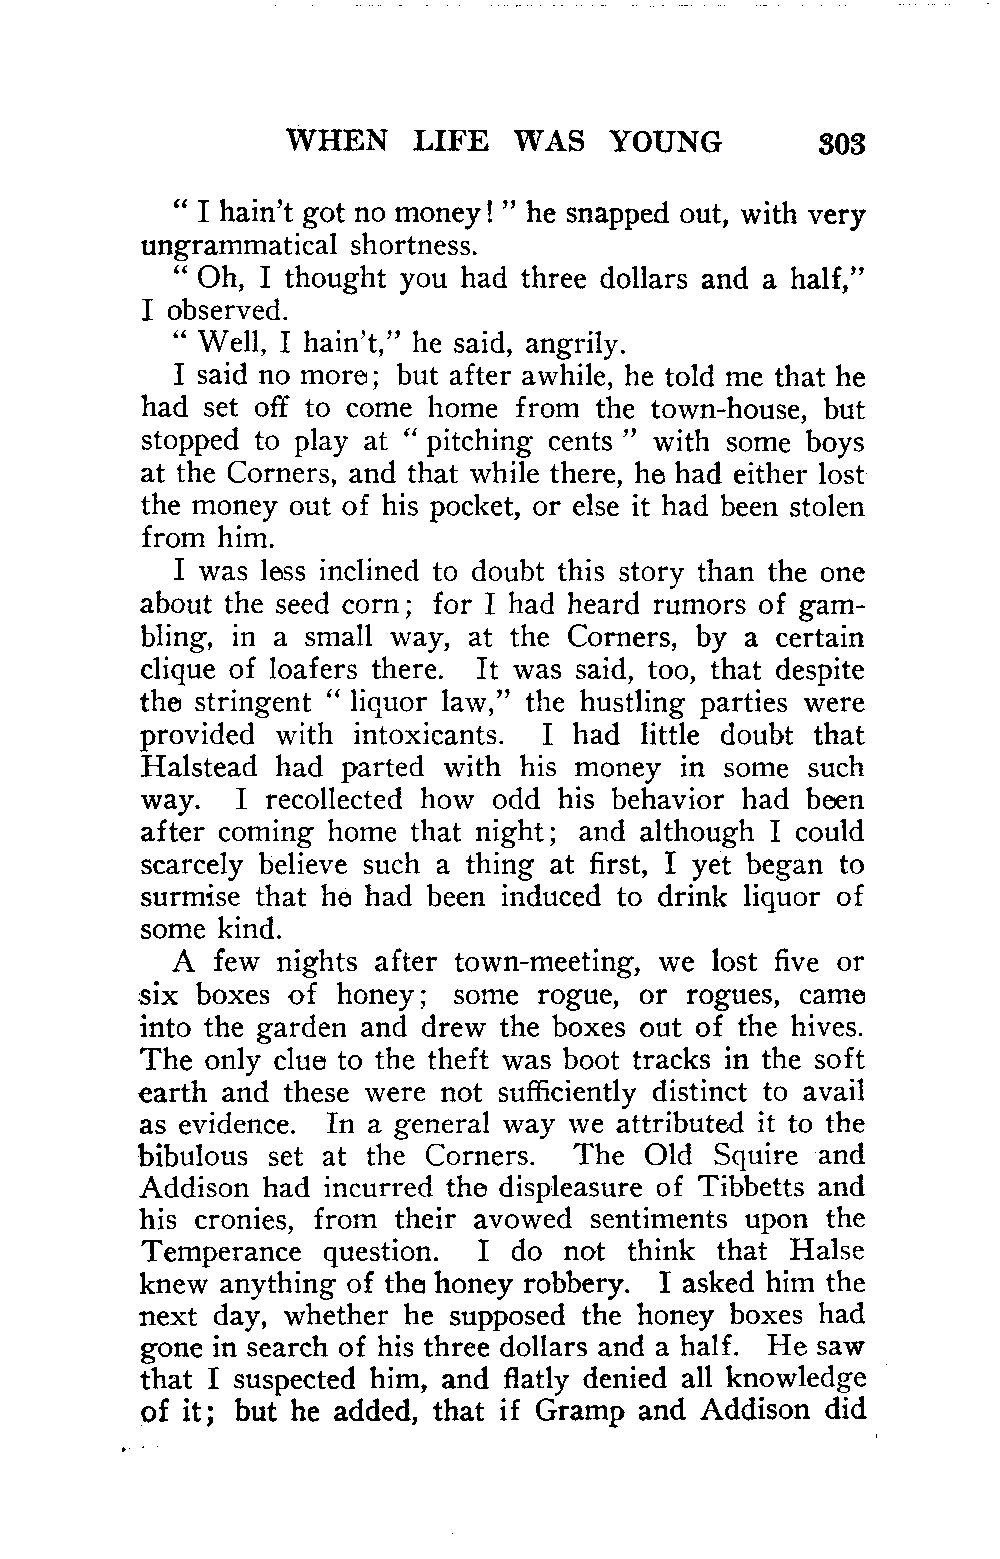 WHEN LIFE WAS YOUNG 303
“ I hain't got no money! ” he snapped out, with very
ungrammatical shortness.
“ Oh, I thought you had three dollars and a half,”
I observed.
“ Well, I hain't,” he said, angrily.
I said no more; but after awhile, he told me that he
had set off to come home from the town-house, but
stopped to play at “ pitching cents ” with some boys
at the Corners, and that while there, he had either lost
the money out of his pocket, or else it had been stolen
from him.
I was less inclined to doubt this story than the one
about the seed corn; for I had heard rumors of gam-
bling, in a small way, at the Corners, by a certain
clique of loafers there. It was said, too, that despite
the stringent “ liquor law,” the hustling parties were
provided with intoxicants. I had little doubt that
Halstead had parted with his money in some such
way. I recollected how odd his behavior had been
after coming home that night; and although I could
scarcely believe such a thing at first, I yet began to
surmise that he had been induced to drink liquor of
some kind.
A few nights after town-meeting, we lost five or
six boxes of honey; some rogue, or rogues, came
into the garden and drew the boxes out of the hives.
The only clue to the theft was boot tracks in the soft
earth and these were not sufficiently distinct to avail
as evidence. In a general way we attributed it to the
bibulous set at the Corners. The Old Squire and
Addison had incurred the displeasure of Tibbetts and
his cronies, from their avowed sentiments upon the
Temperance question. I do not think that Halse
knew anything of the honey robbery. I asked him the
next day, whether he supposed the honey boxes had
gone in search of his three dollars and a half. He saw
that I suspected him, and flatly denied all knowledge
of it; but he added, that if Gramp and Addison did